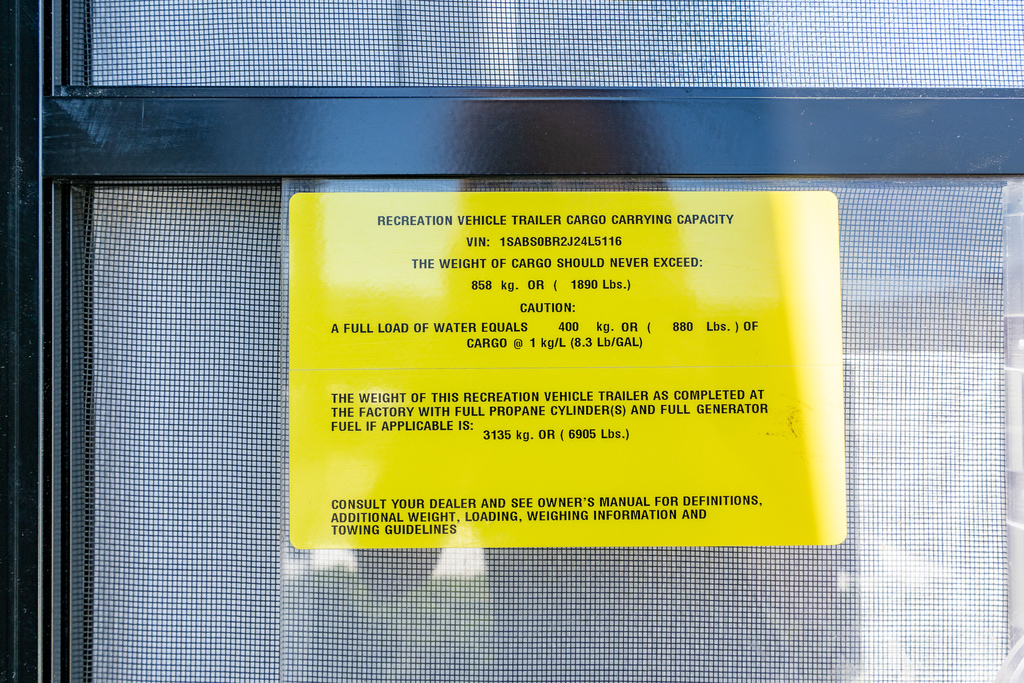 RECREATION VEHICLE TRAILER CARGO CARRYING CAPACITY
VIN: 1SABS0BR2J24L5116
THE WEIGHT OF CARGO SHOULD NEVER EXCEED:
858 kg. OR ( 1890 Lbs.)
CAUTION:
A FULL LOAD OF WATER EQUALS 400 kg. OR ( 880 Lbs. ) OF
CARGO @ 1 kg/L (8.3 Lb/GAL)
THE WEIGHT OF THIS RECREATION VEHICLE TRAILER AS COMPLETED AT
THE FACTORY WITH FULL PROPANE CYLINDER(S) AND FULL GENERATOR
FUEL IF APPLICABLE IS:
3135 kg. OR ( 6905 Lbs.)
CONSULT YOUR DEALER AND SEE OWNER'S MANUAL FOR DEFINITIONS,
ADDITIONAL WEIGHT, LOADING, WEIGHING INFORMATION AND
TOWING GUIDELINES